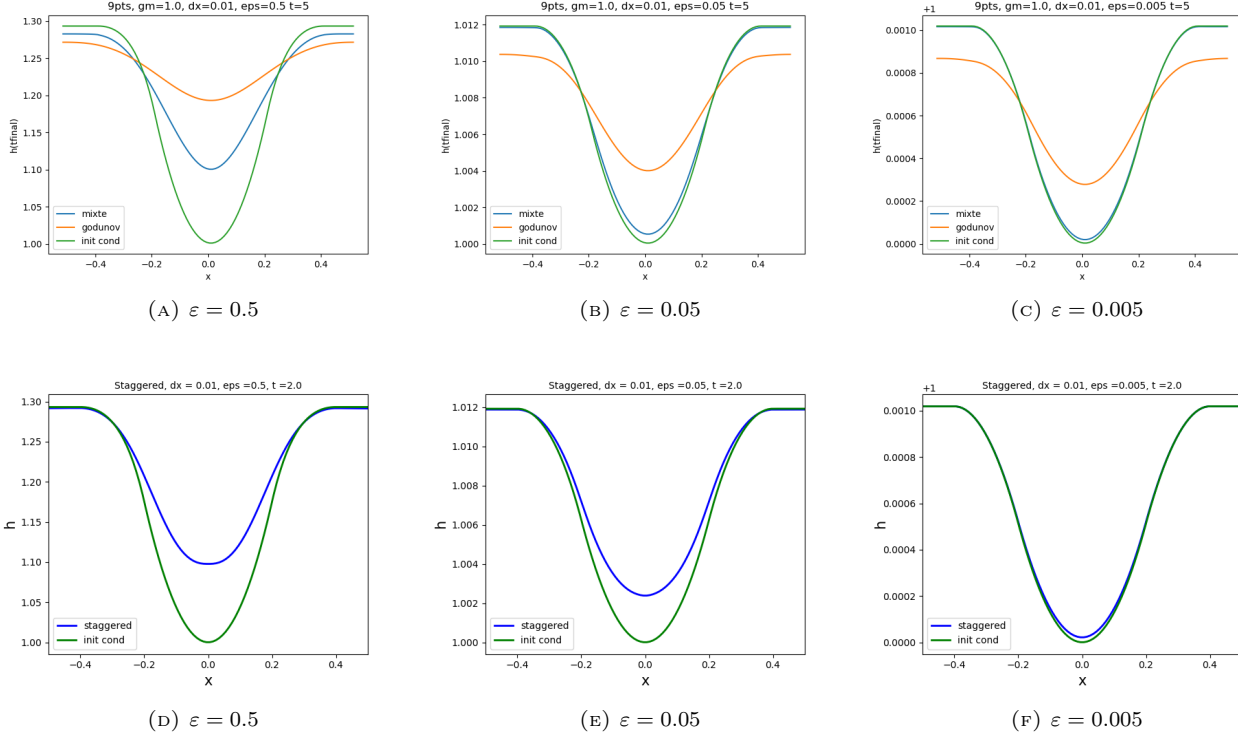 9pts, gm=1.0, dx=0.01, eps=0.5 t=5
1.30
1.25
1.20
1.15
1.10
1.05
1.00
h(tfinal)
mixte
godunov
init cond
−0.4 −0.2 0.0 0.2 0.4
x
(A) ε = 0.5
9pts, gm=1.0, dx=0.01, eps=0.05 t=5
1.012
1.010
1.008
1.006
1.004
1.002
1.000
h(tfinal)
mixte
godunov
init cond
−0.4 −0.2 0.0 0.2 0.4
x
(B) ε = 0.05
9pts, gm=1.0, dx=0.01, eps=0.005 t=5
+1
0.0010
0.0008
0.0006
0.0004
0.0002
0.0000
h(tfinal)
mixte
godunov
init cond
−0.4 −0.2 0.0 0.2 0.4
x
(C) ε = 0.005
Staggered, dx = 0.01, eps =0.5, t =2.0
1.30
1.25
1.20
1.15
1.10
1.05
1.00
h
staggered
init cond
−0.4 −0.2 0.0 0.2 0.4
x
(D) ε = 0.5
Staggered, dx = 0.01, eps =0.05, t =2.0
1.012
1.010
1.008
1.006
1.004
1.002
1.000
h
staggered
init cond
−0.4 −0.2 0.0 0.2 0.4
x
(E) ε = 0.05
Staggered, dx = 0.01, eps =0.005, t =2.0
+1
0.0010
0.0008
0.0006
0.0004
0.0002
0.0000
h
staggered
init cond
−0.4 −0.2 0.0 0.2 0.4
x
(F) ε = 0.005